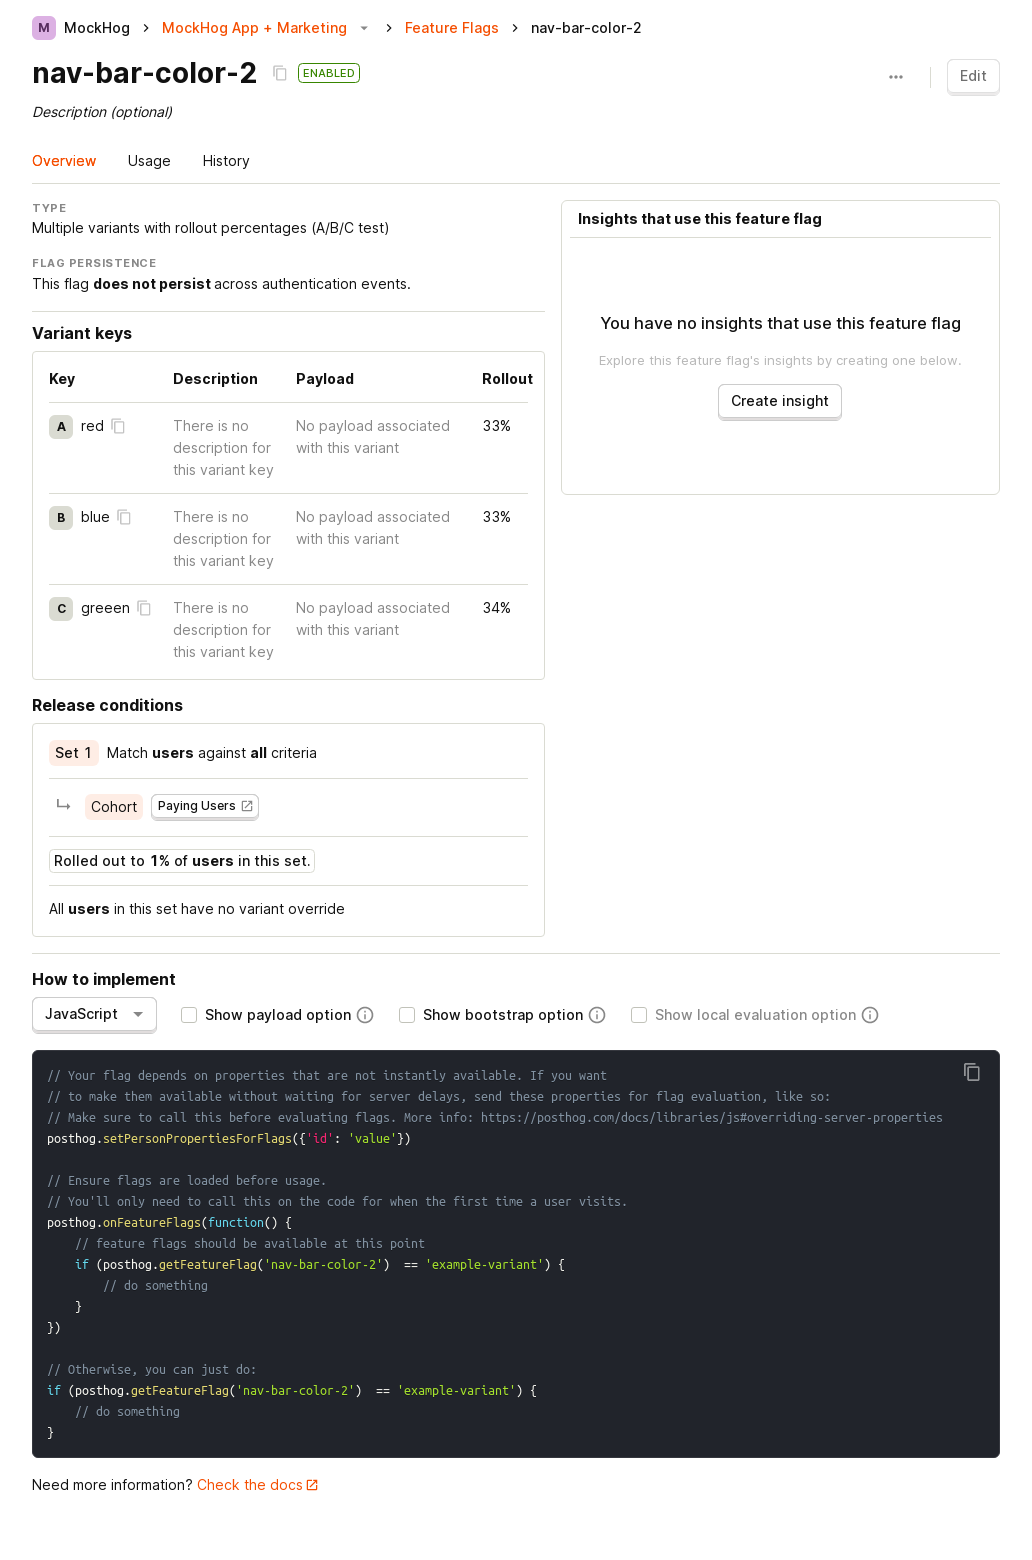 M MockHog MockHog App + Marketing Feature Flags nav-bar-color-2
nav-bar-color-2 ENABLED Edit
Description (optional)
Overview Usage History
TYPE
Multiple variants with rollout percentages (A/B/C test)
FLAG PERSISTENCE
This flag does not persist across authentication events.
Variant keys
Key Description Payload Rollout
A red There is no description for this variant key No payload associated with this variant 33%
B blue There is no description for this variant key No payload associated with this variant 33%
C greeen There is no description for this variant key No payload associated with this variant 34%
Release conditions
Set 1 Match users against all criteria
Cohort Paying Users
Rolled out to 1% of users in this set.
All users in this set have no variant override
Insights that use this feature flag
You have no insights that use this feature flag
Explore this feature flag's insights by creating one below.
Create insight
How to implement
JavaScript Show payload option Show bootstrap option Show local evaluation option
// Your flag depends on properties that are not instantly available. If you want
// to make them available without waiting for server delays, send these properties for flag evaluation, like so:
// Make sure to call this before evaluating flags. More info: https://posthog.com/docs/libraries/js#overriding-server-properties
posthog.setPersonPropertiesForFlags({'id': 'value'})
// Ensure flags are loaded before usage.
// You'll only need to call this on the code for when the first time a user visits.
posthog.onFeatureFlags(function() {
    // feature flags should be available at this point
    if (posthog.getFeatureFlag('nav-bar-color-2')  == 'example-variant') {
        // do something
    }
})
// Otherwise, you can just do:
if (posthog.getFeatureFlag('nav-bar-color-2')  == 'example-variant') {
    // do something
}
Need more information? Check the docs